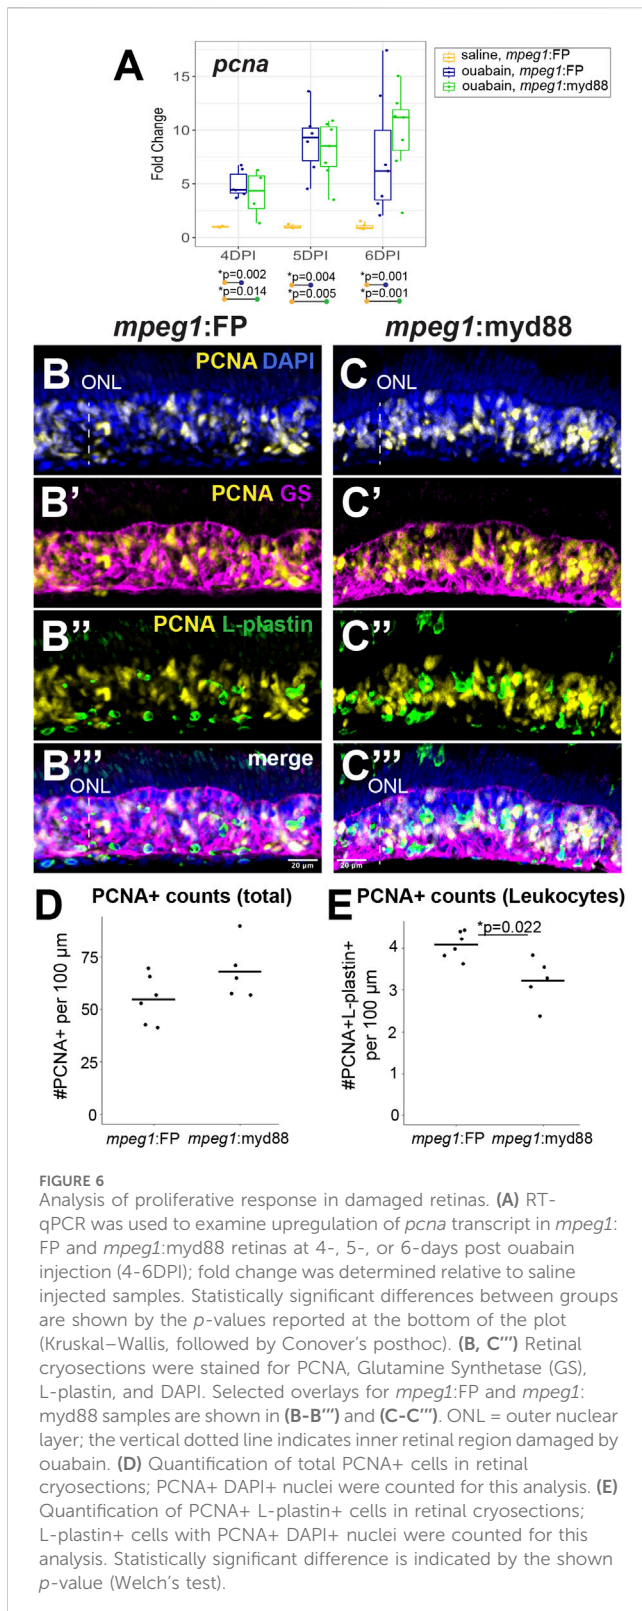 A
pcna
saline, mpeg1:FP
ouabain, mpeg1:FP
ouabain, mpeg1:myd88
Fold Change
15
10
5
0
4DPI 5DPI 6DPI
*p=0.002 *p=0.004 *p=0.001
*p=0.014 *p=0.005 *p=0.001
mpeg1:FP mpeg1:myd88
B PCNA DAPI
ONL
C ONL
B' PCNA GS
C'
B'' PCNA L-plastin
C''
B''' merge
ONL
20 µm
C'''
ONL
20 µm
D PCNA+ counts (total)
#PCNA+ per 100 µm
75
50
25
0
mpeg1:FP mpeg1:myd88
E PCNA+ counts (Leukocytes)
*p=0.022
#PCNA+L-plastin+
per 100 µm
4
3
2
1
0
mpeg1:FP mpeg1:myd88
FIGURE 6
Analysis of proliferative response in damaged retinas. (A) RT-
qPCR was used to examine upregulation of pcna transcript in mpeg1:
FP and mpeg1:myd88 retinas at 4-, 5-, or 6-days post ouabain
injection (4-6DPI); fold change was determined relative to saline
injected samples. Statistically significant differences between groups
are shown by the p-values reported at the bottom of the plot
(Kruskal–Wallis, followed by Conover's posthoc). (B, C''') Retinal
cryosections were stained for PCNA, Glutamine Synthetase (GS),
L-plastin, and DAPI. Selected overlays for mpeg1:FP and mpeg1:
myd88 samples are shown in (B-B''') and (C-C'''). ONL = outer nuclear
layer; the vertical dotted line indicates inner retinal region damaged by
ouabain. (D) Quantification of total PCNA+ cells in retinal
cryosections; PCNA+ DAPI+ nuclei were counted for this analysis. (E)
Quantification of PCNA+ L-plastin+ cells in retinal cryosections;
L-plastin+ cells with PCNA+ DAPI+ nuclei were counted for this
analysis. Statistically significant difference is indicated by the shown
p-value (Welch's test).